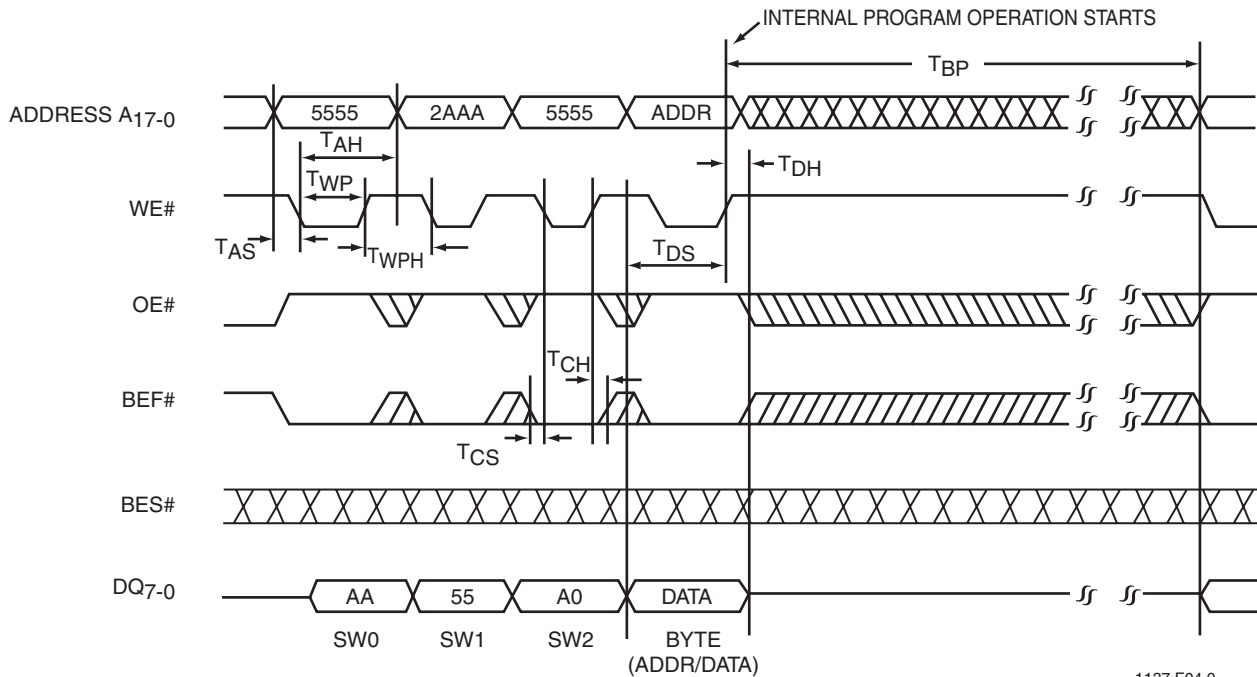 INTERNAL PROGRAM OPERATION STARTS
TBP
ADDRESS A17-0
5555
2AAA
5555
ADDR
TAH
TDH
TWP
WE#
TAS
TWPH
TDS
OE#
TCH
BEF#
TCS
BES#
DQ7-0
AA
55
A0
DATA
SW0
SW1
SW2
BYTE
(ADDR/DATA)